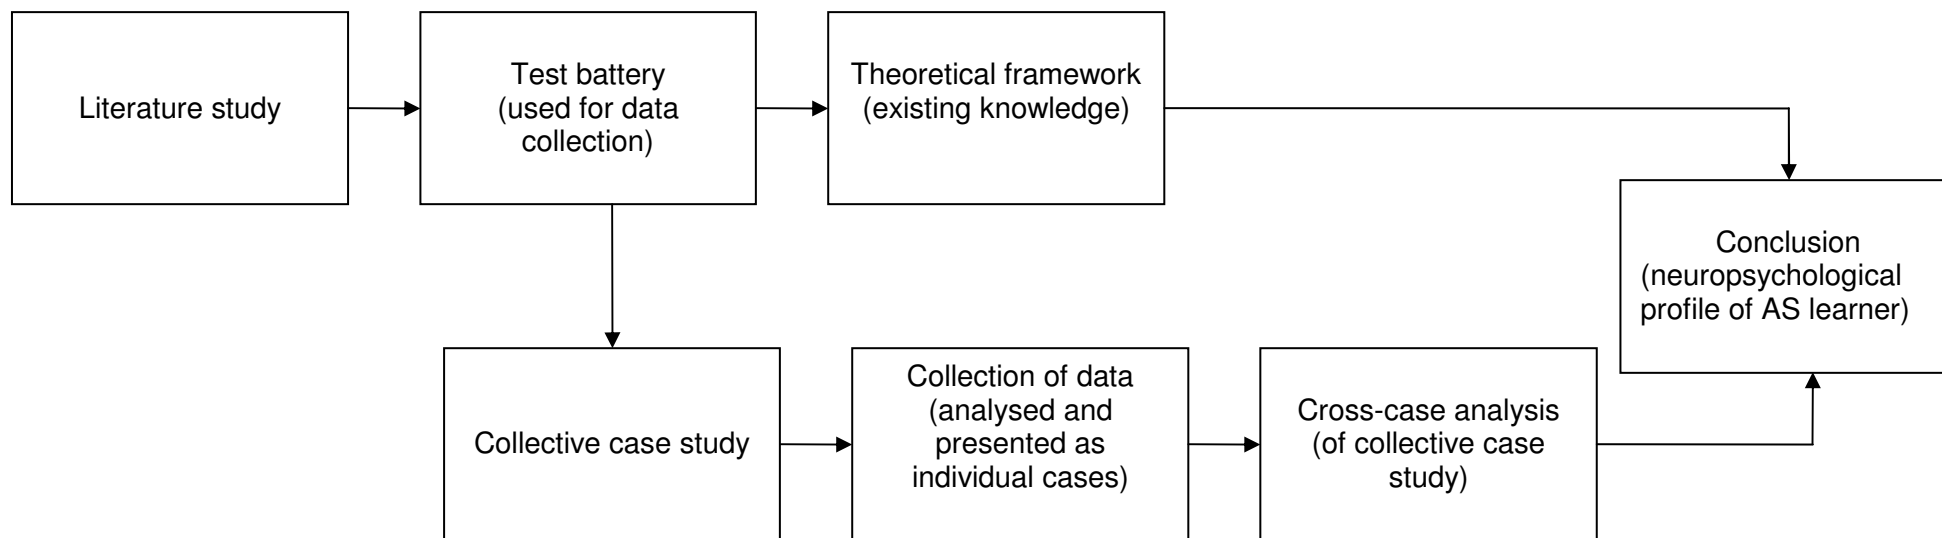 Literature study
Test battery
(used for data
collection)
Theoretical framework
(existing knowledge)
Conclusion
(neuropsychological
profile of AS learner)
Collective case study
Collection of data
(analysed and
presented as
individual cases)
Cross-case analysis
(of collective case
study)